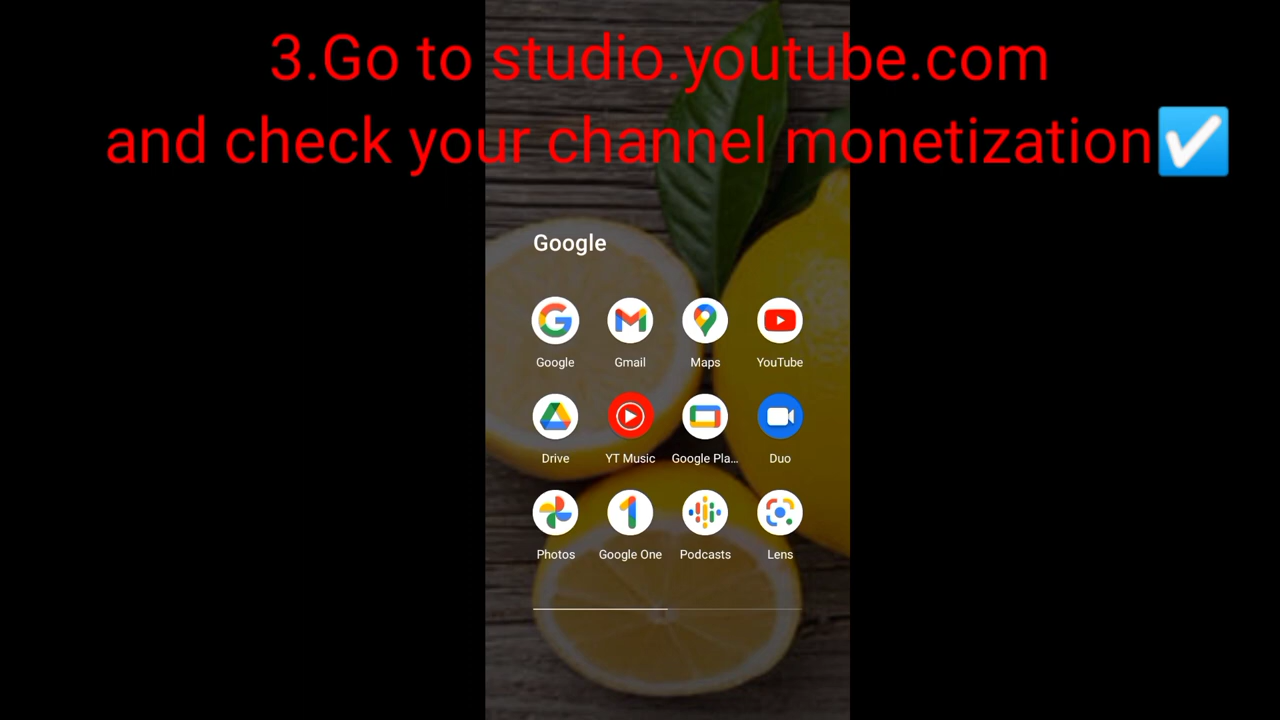 3.Go to studio.youtube.com
and check your channel monetization☑️
Google
Google Gmail Maps YouTube
Drive YT Music Google Pla... Duo
Photos Google One Podcasts Lens